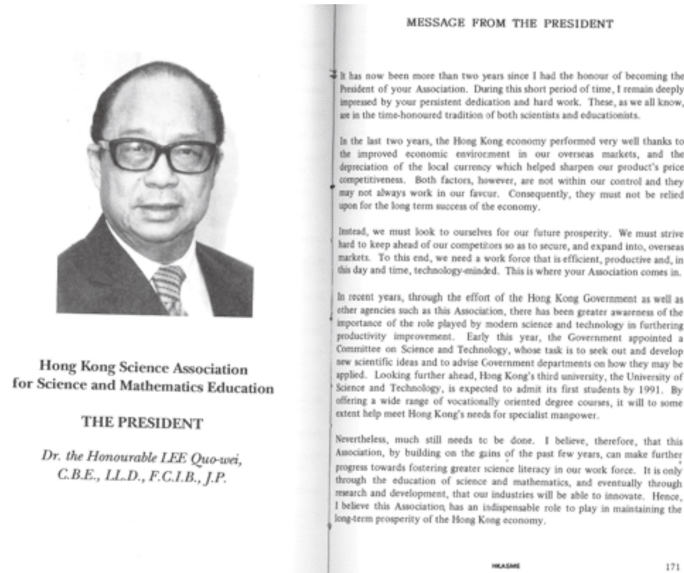 Hong Kong Science Association
for Science and Mathematics Education
THE PRESIDENT
Dr. the Honourable LEE Quo-wei,
C.B.E., LL.D., F.C.I.B., J.P.
MESSAGE FROM THE PRESIDENT
It has now been more than two years since I had the honour of becoming the
President of your Association. During this short period of time, I remain deeply
impressed by your persistent dedication and hard work. These, as we all know,
are in the time-honoured tradition of both scientists and educationists.
In the last two years, the Hong Kong economy performed very well thanks to
the improved economic environment in our overseas markets, and the
depreciation of the local currency which helped sharpen our product's price
competitiveness. Both factors, however, are not within our control and they
may not always work in our favour. Consequently, they must not be relied
upon for the long term success of the economy.
Instead, we must look to ourselves for our future prosperity. We must strive
hard to keep ahead of our competitors so as to secure, and expand into, overseas
markets. To this end, we need a work force that is efficient, productive and, in
this day and time, technology-minded. This is where your Association comes in.
In recent years, through the effort of the Hong Kong Government as well as
other agencies such as this Association, there has been greater awareness of the
importance of the role played by modern science and technology in furthering
productivity improvement. Early this year, the Government appointed a
Committee on Science and Technology, whose task is to seek out and develop
new scientific ideas and to advise Government departments on how they may be
applied. Looking further ahead, Hong Kong's third university, the University of
Science and Technology, is expected to admit its first students by 1991. By
offering a wide range of vocationally oriented degree courses, it will to some
extent help meet Hong Kong's needs for specialist manpower.
Nevertheless, much still needs to be done. I believe, therefore, that this
Association, by building on the gains of the past few years, can make further
progress towards fostering greater science literacy in our work force. It is only
through the education of science and mathematics, and eventually through
research and development, that our industries will be able to innovate. Hence,
I believe this Association has an indispensable role to play in maintaining the
long-term prosperity of the Hong Kong economy.
HKASME
171